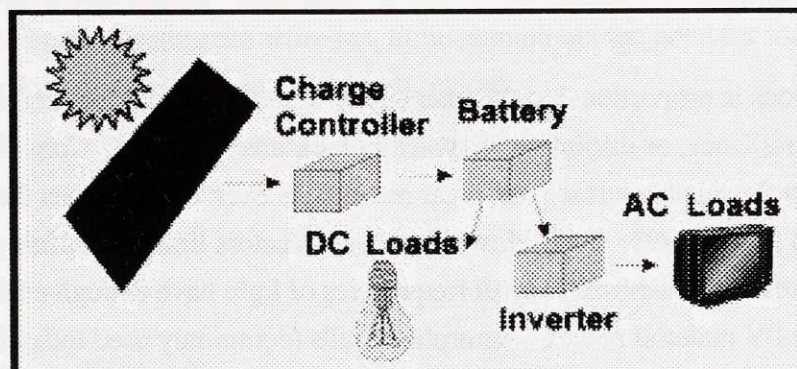 Charge
Controller
Battery
DC Loads
AC Loads
Inverter